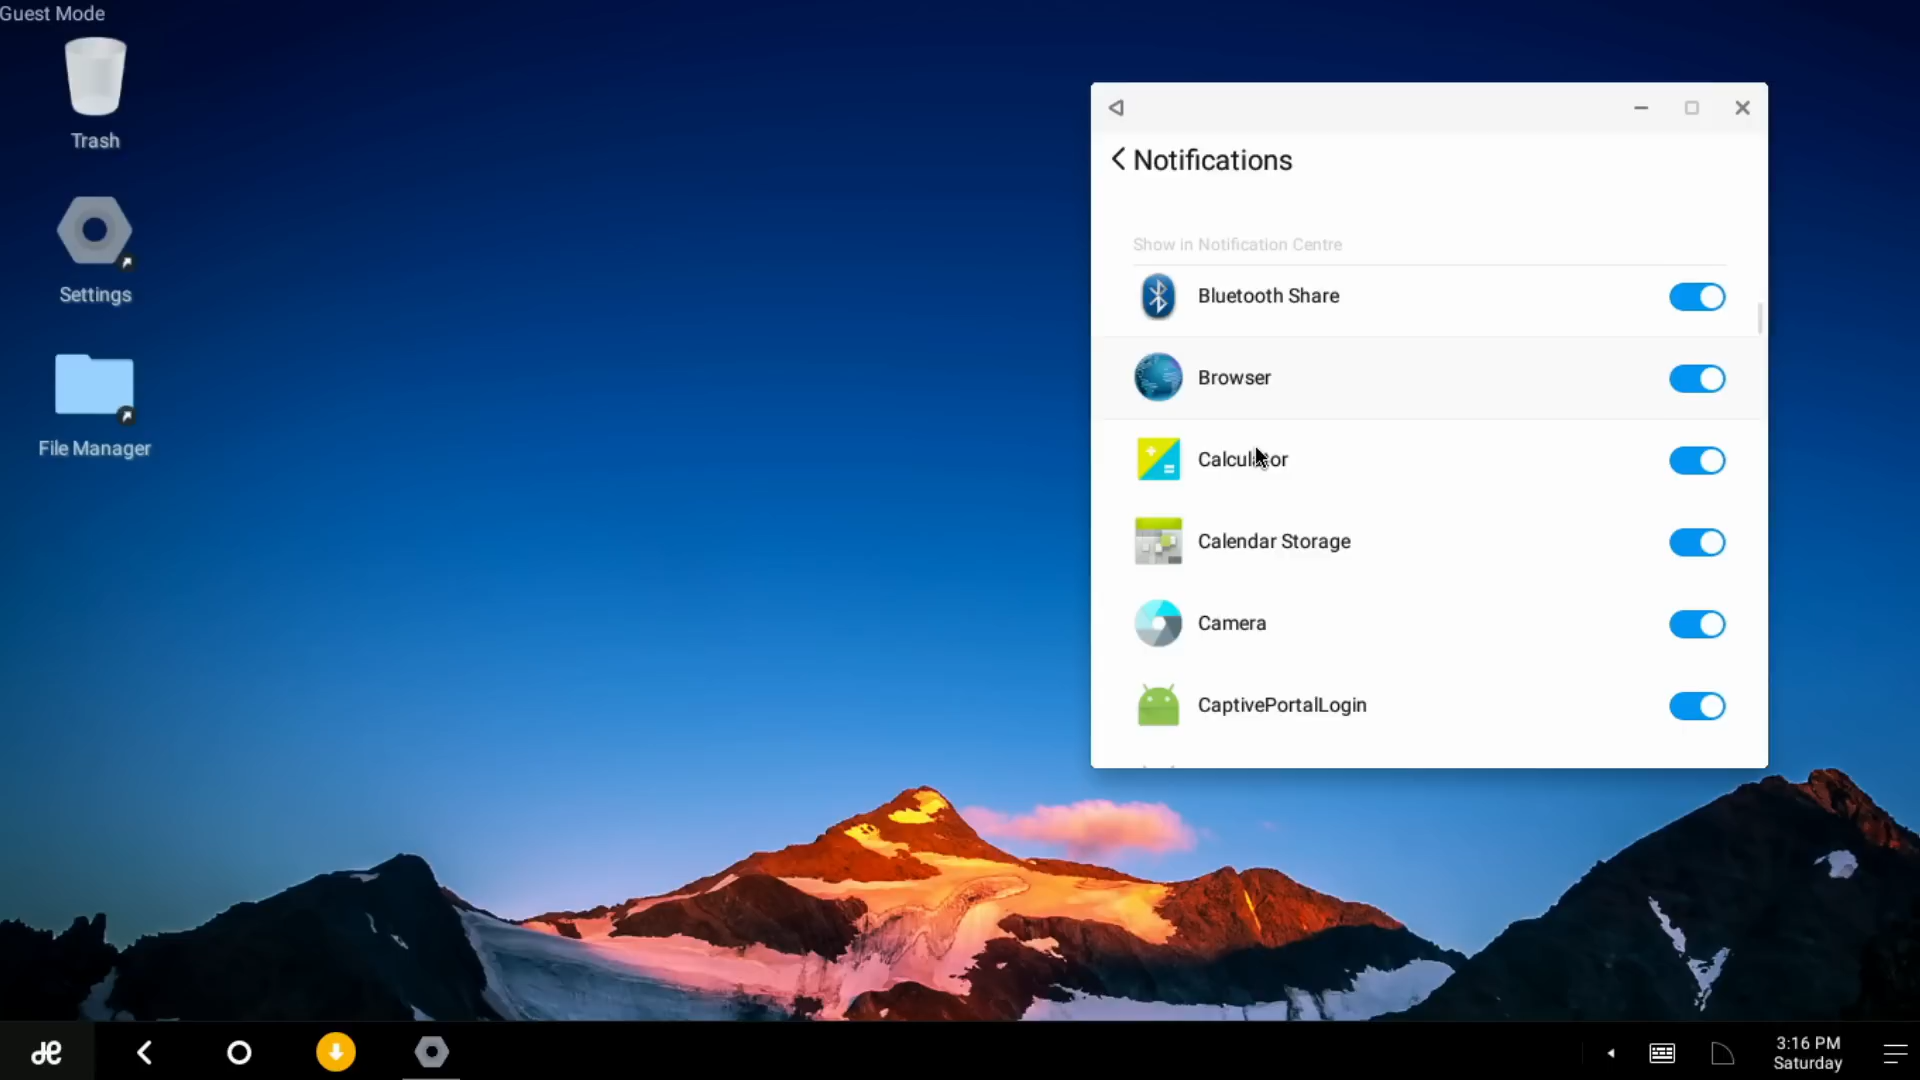 Guest Mode
Trash
Settings
File Manager
Notifications
Show in Notification Centre
Bluetooth Share
Browser
Calculator
Calendar Storage
Camera
CaptivePortalLogin
3:16 PM
Saturday